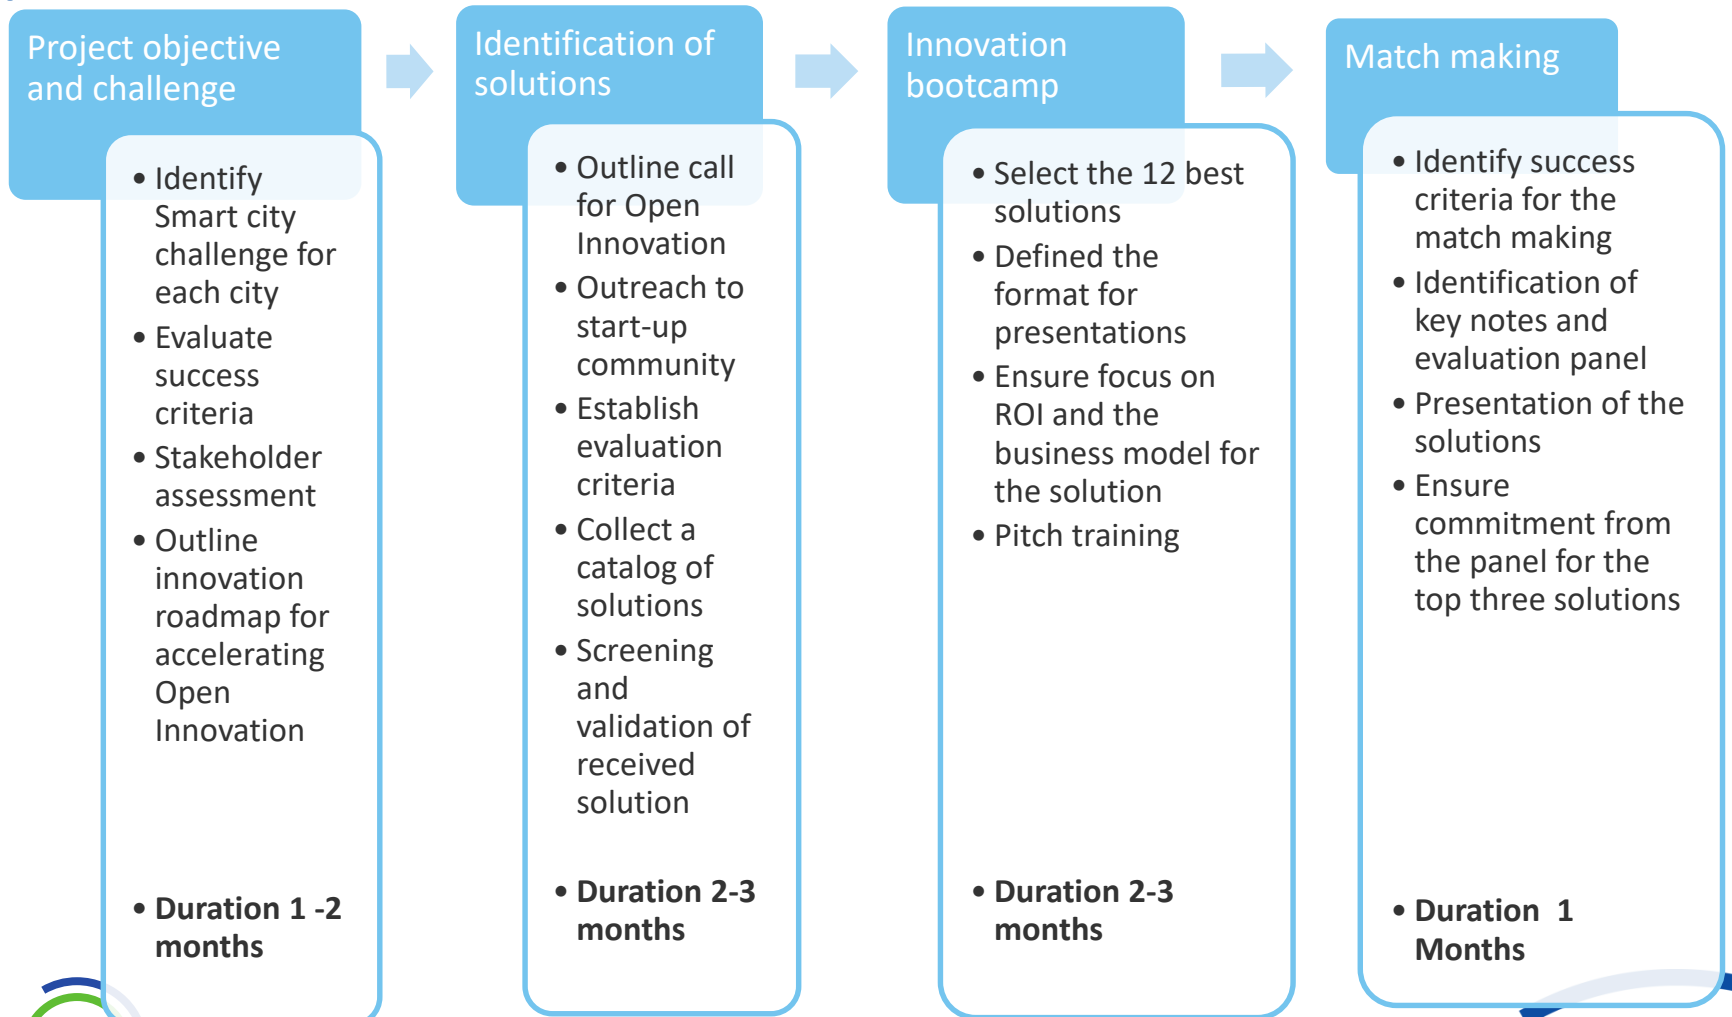 Project objective
and challenge
• Identify
Smart city
challenge for
each city
• Evaluate
success
criteria
• Stakeholder
assessment
• Outline
innovation
roadmap for
accelerating
Open
Innovation
• Duration 1 -2
months
Identification of
solutions
• Outline call
for Open
Innovation
• Outreach to
start-up
community
• Establish
evaluation
criteria
• Collect a
catalog of
solutions
• Screening
and
validation of
received
solution
• Duration 2-3
months
Innovation
bootcamp
• Select the 12 best
solutions
• Defined the
format for
presentations
• Ensure focus on
ROI and the
business model for
the solution
• Pitch training
• Duration 2-3
months
Match making
• Identify success
criteria for the
match making
• Identification of
key notes and
evaluation panel
• Presentation of the
solutions
• Ensure
commitment from
the panel for the
top three solutions
• Duration  1
Months